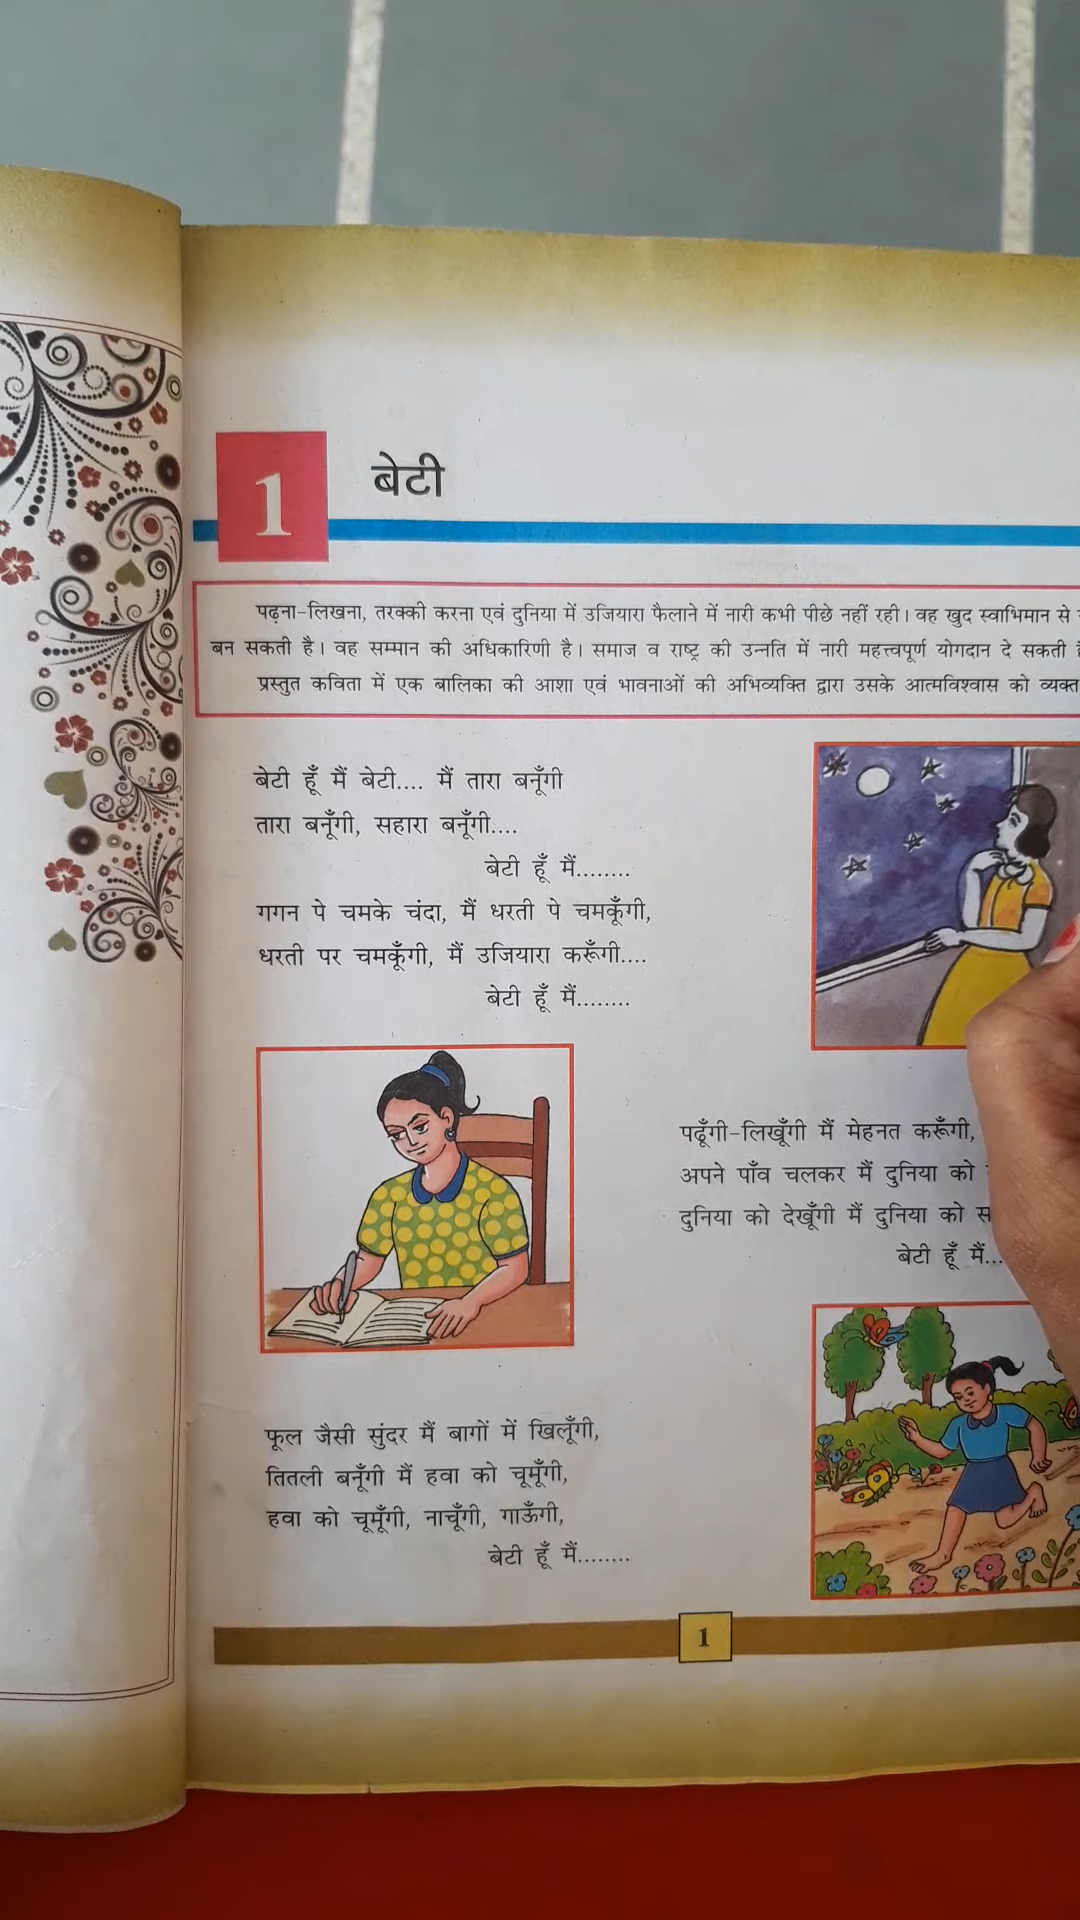 1
बेटी
पढ़ना-लिखना, तरक्की करना एवं दुनिया में उजियारा फैलाने में नारी कभी पीछे नहीं रही। वह खुद स्वाभिमान से
बन सकती है। वह सम्मान की अधिकारिणी है। समाज व राष्ट्र की उन्नति में नारी महत्त्वपूर्ण योगदान दे सकती
प्रस्तुत कविता में एक बालिका की आशा एवं भावनाओं की अभिव्यक्ति द्वारा उसके आत्मविश्वास को व्यक्त
बेटी हूँ मैं बेटी.... मैं तारा बनूँगी
तारा बनूँगी, सहारा बनूँगी....
बेटी हूँ मैं........
गगन पे चमके चंदा, मैं धरती पे चमकूँगी,
धरती पर चमकूँगी, मैं उजियारा करूँगी....
बेटी हूँ मैं........
पढ़ूँगी-लिखूँगी मैं मेहनत करूँगी,
अपने पाँव चलकर मैं दुनिया को
दुनिया को देखूँगी मैं दुनिया को
बेटी हूँ मैं...
फूल जैसी सुंदर मैं बागों में खिलूँगी,
तितली बनूँगी मैं हवा को चूमूँगी,
हवा को चूमूँगी, नाचूँगी, गाऊँगी,
बेटी हूँ मैं........
1